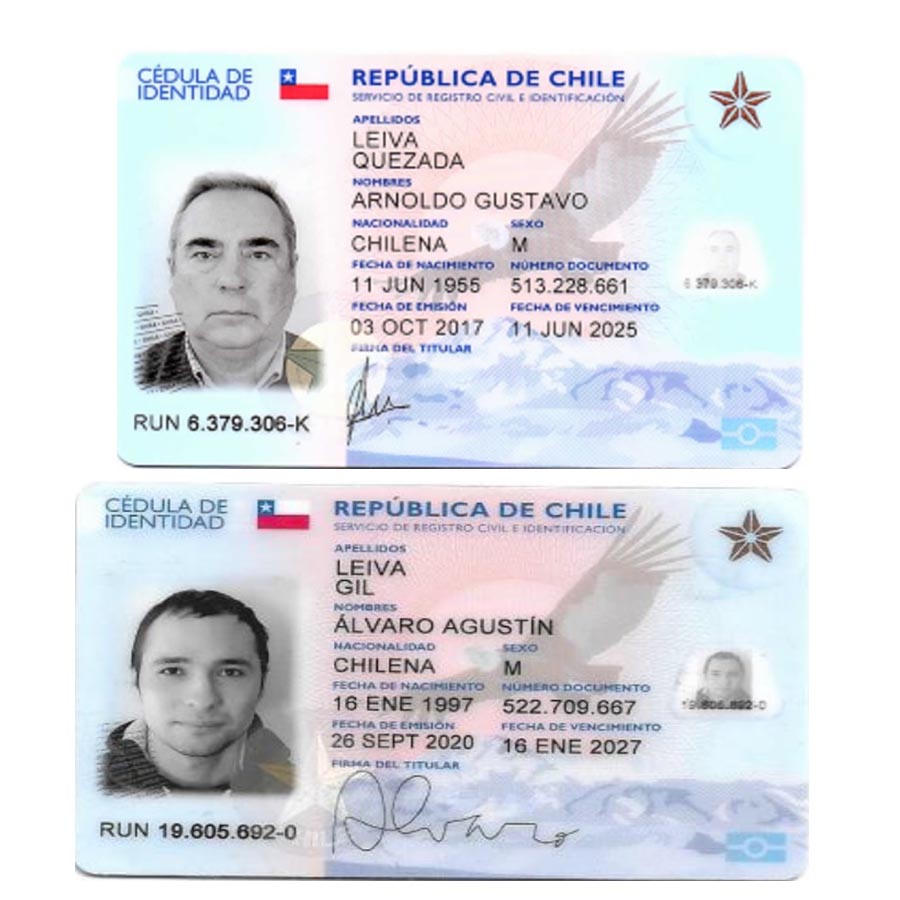 CÉDULA DE
IDENTIDAD
REPÚBLICA DE CHILE
SERVICIO DE REGISTRO CIVIL E IDENTIFICACIÓN
APELLIDOS
LEIVA
QUEZADA
NOMBRES
ARNOLDO GUSTAVO
NACIONALIDAD SEXO
CHILENA M
FECHA DE NACIMIENTO NÚMERO DOCUMENTO
11 JUN 1955 513.228.661
6 379.306-K
FECHA DE EMISIÓN FECHA DE VENCIMIENTO
03 OCT 2017 11 JUN 2025
FIRMA DEL TITULAR
RUN 6.379.306-K
CÉDULA DE
IDENTIDAD
REPÚBLICA DE CHILE
SERVICIO DE REGISTRO CIVIL E IDENTIFICACIÓN
APELLIDOS
LEIVA
GIL
NOMBRES
ÁLVARO AGUSTÍN
NACIONALIDAD SEXO
CHILENA M
FECHA DE NACIMIENTO NÚMERO DOCUMENTO
16 ENE 1997 522.709.667
19.605.692-0
FECHA DE EMISIÓN FECHA DE VENCIMIENTO
26 SEPT 2020 16 ENE 2027
FIRMA DEL TITULAR
Alvaro
RUN 19.605.692-0